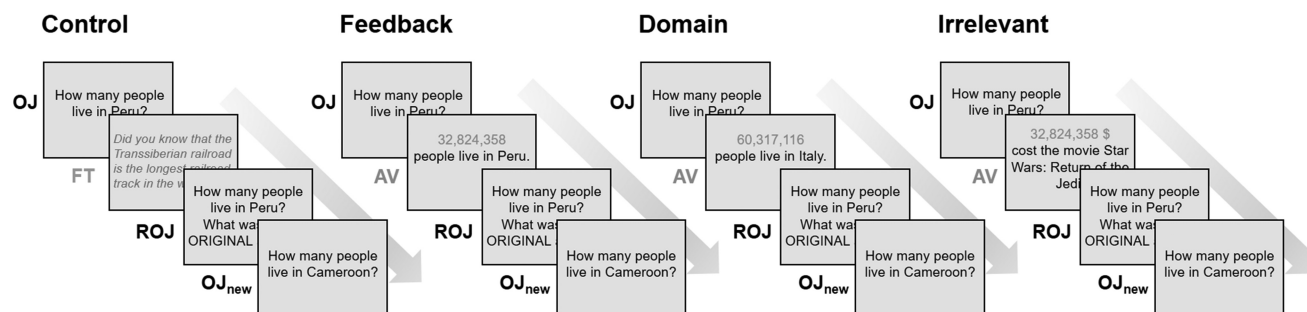 Control
OJ
How many people
live in Peru?
FT
Did you know that the
Transsiberian railroad
is the longest railroad
track in the
ROJ
How many people
live in Peru?
What
ORIGINAL
OJnew
How many people
live in Cameroon?
Feedback
OJ
How many people
live in Peru?
AV
32,824,358
people live in Peru.
ROJ
How many people
live in Peru?
What
ORIGINAL
OJnew
How many people
live in Cameroon?
Domain
OJ
How many people
live in Peru?
AV
60,317,116
people live in Italy.
ROJ
How many people
live in Peru?
What
ORIGINAL
OJnew
How many people
live in Cameroon?
Irrelevant
OJ
How many people
live in Peru?
AV
32,824,358 $
cost the movie Star
Wars: Return of the
Jedi
ROJ
How many people
live in Peru?
What
ORIGINAL
OJnew
How many people
live in Cameroon?